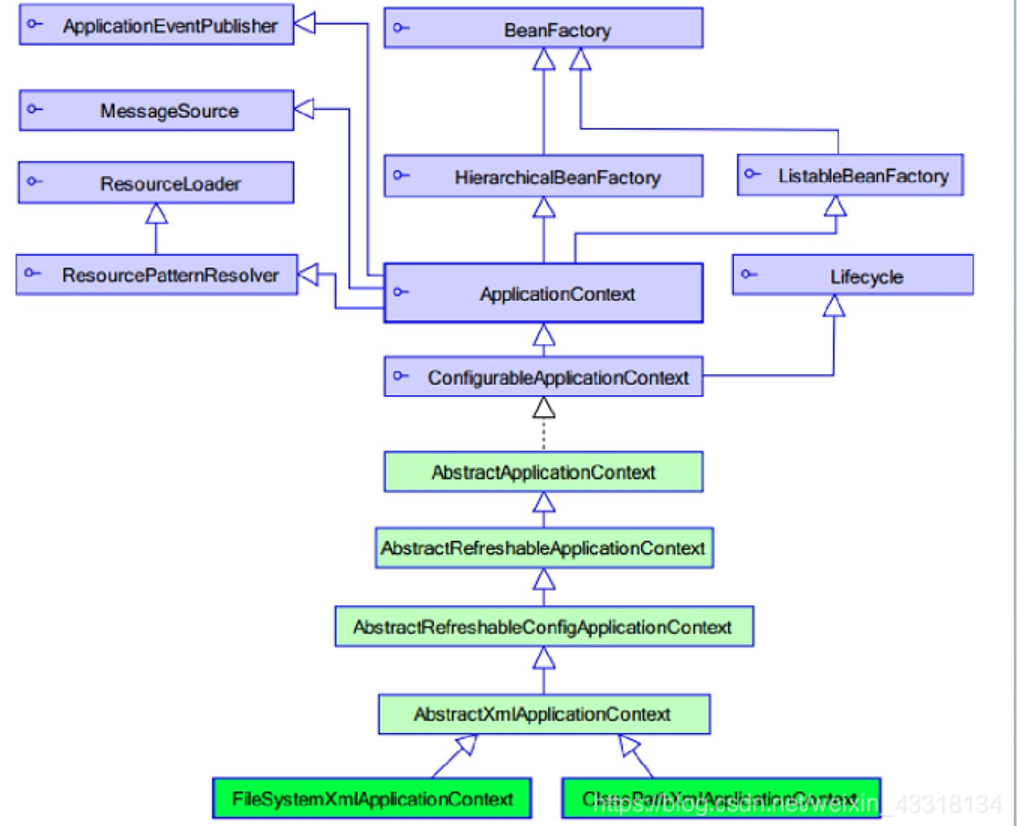 ApplicationEventPublisher
BeanFactory
MessageSource
ResourceLoader
HierarchicalBeanFactory
ListableBeanFactory
ResourcePatternResolver
ApplicationContext
Lifecycle
ConfigurableApplicationContext
AbstractApplicationContext
AbstractRefreshableApplicationContext
AbstractRefreshableConfigApplicationContext
AbstractXmlApplicationContext
FileSystemXmlApplicationContext
ClassPathXmlApplicationContext
https://blog.csdn.net/weixin_43318134